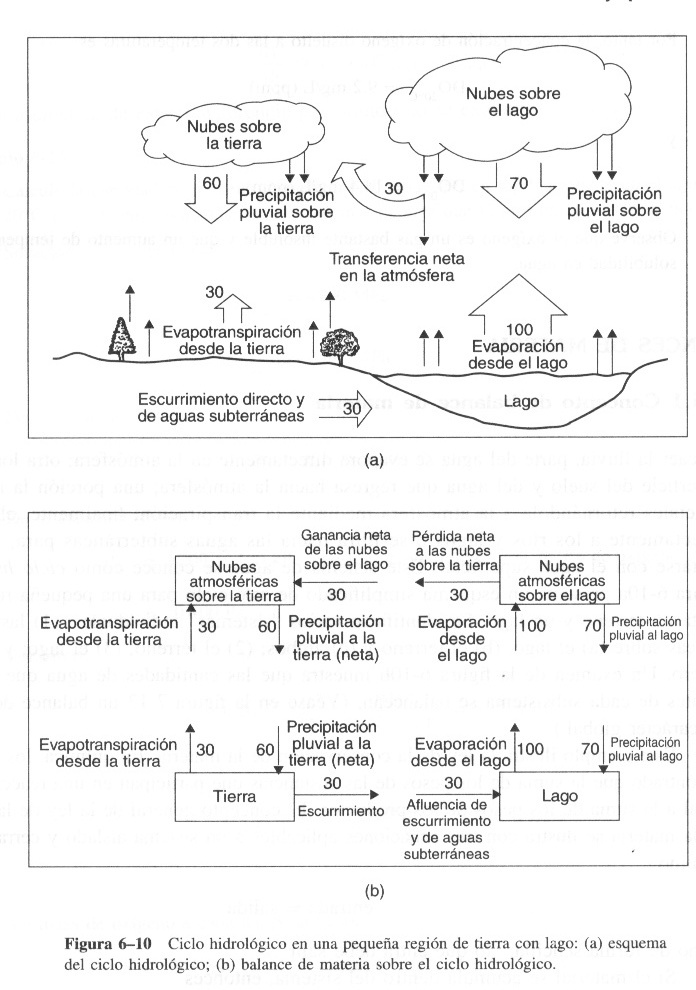 Nubes sobre
el lago
Nubes sobre
la tierra
60
Precipitación
pluvial sobre
la tierra
30
70
Precipitación
pluvial sobre
el lago
Transferencia neta
en la atmósfera
30
Evapotranspiración
desde la tierra
100
Evaporación
desde el lago
Lago
Escurrimiento directo y
de aguas subterráneas
30
(a)
Ganancia neta
de las nubes
sobre el lago
30
Pérdida neta
a las nubes
sobre la tierra
30
Nubes
atmosféricas
sobre la tierra
Nubes
atmosféricas
sobre el lago
Evapotranspiración
desde la tierra
30
60
Precipitación
pluvial a la
tierra (neta)
Evaporación
desde
el lago
100
70
Precipitación
pluvial al lago
Evapotranspiración
desde la tierra
30
60
Precipitación
pluvial a la
tierra (neta)
Evaporación
desde el lago
100
70
Precipitación
pluvial al lago
Tierra
30
Escurrimiento
30
Afluencia de
escurrimiento
y de aguas
subterráneas
Lago
(b)
Figura 6–10 Ciclo hidrológico en una pequeña región de tierra con lago: (a) esquema
del ciclo hidrológico; (b) balance de materia sobre el ciclo hidrológico.